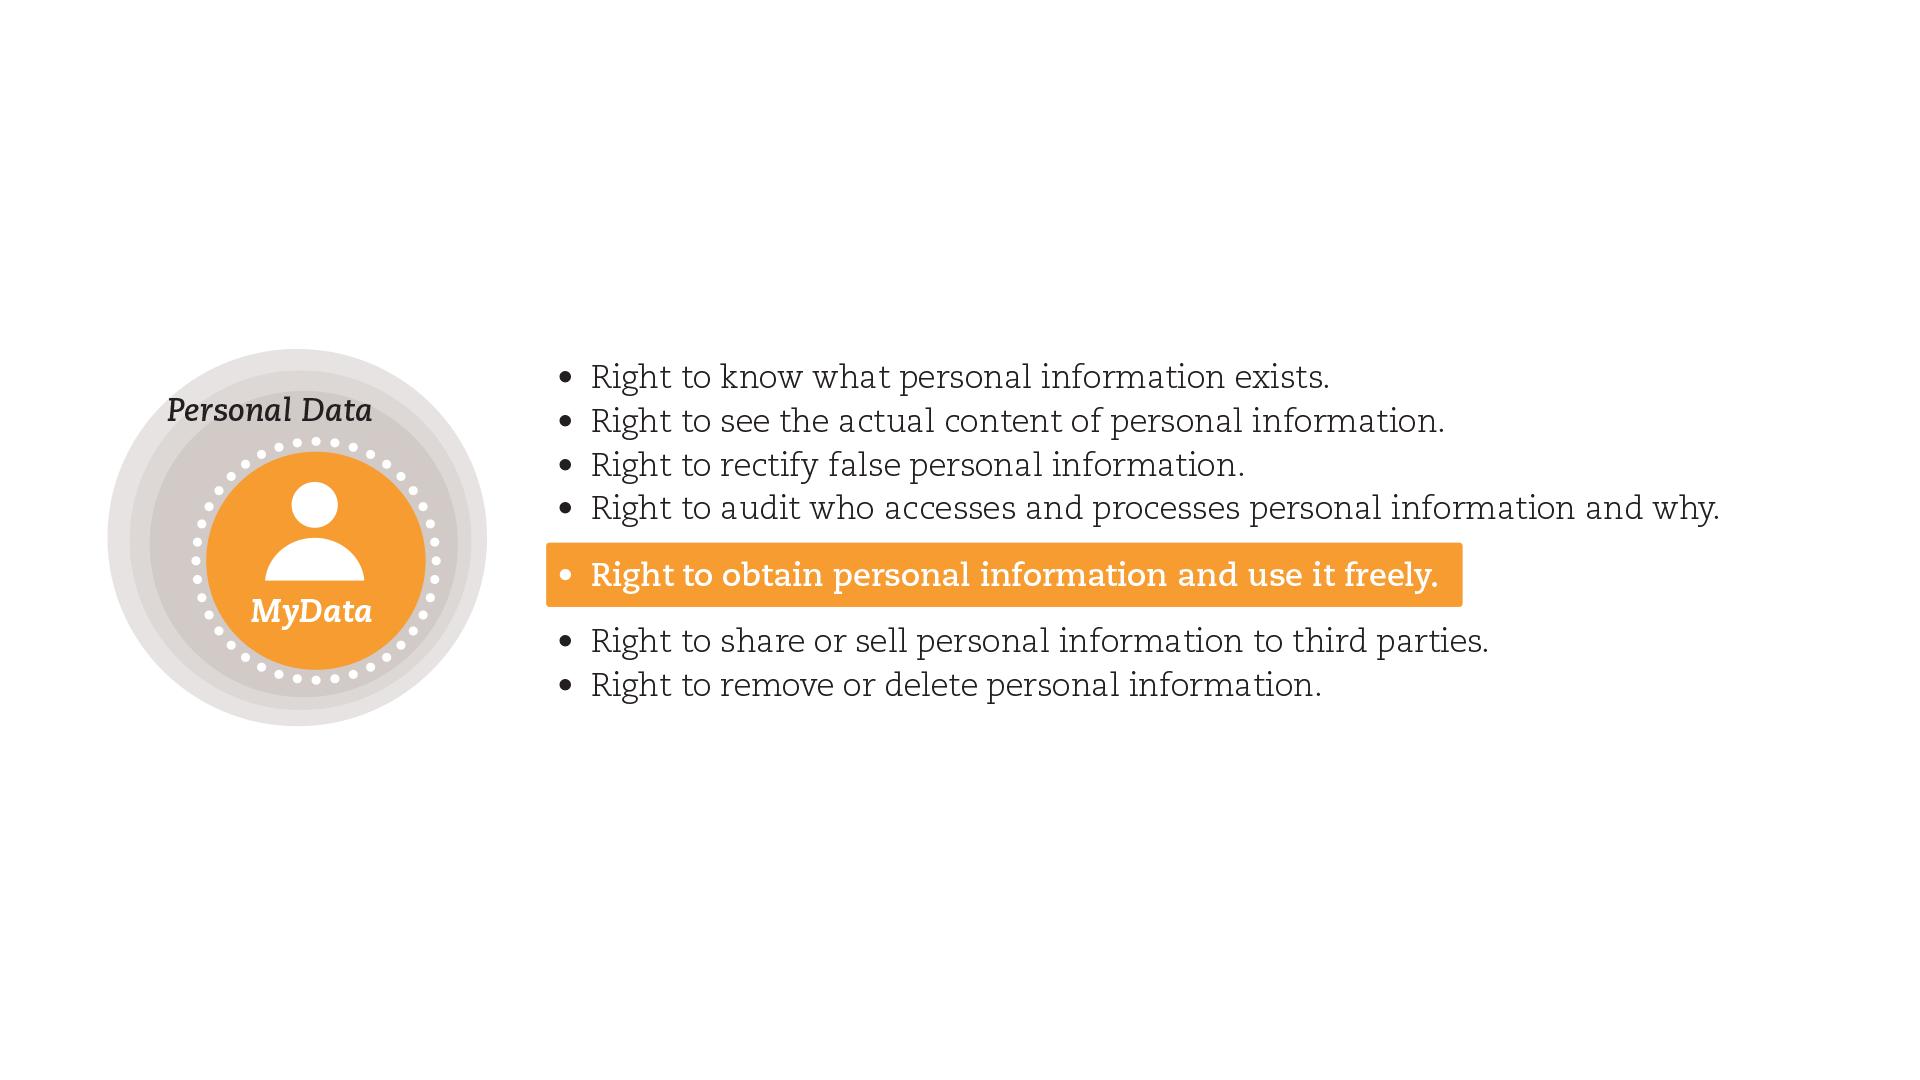 Personal Data
MyData
• Right to know what personal information exists.
• Right to see the actual content of personal information.
• Right to rectify false personal information.
• Right to audit who accesses and processes personal information and why.
• Right to obtain personal information and use it freely.
• Right to share or sell personal information to third parties.
• Right to remove or delete personal information.